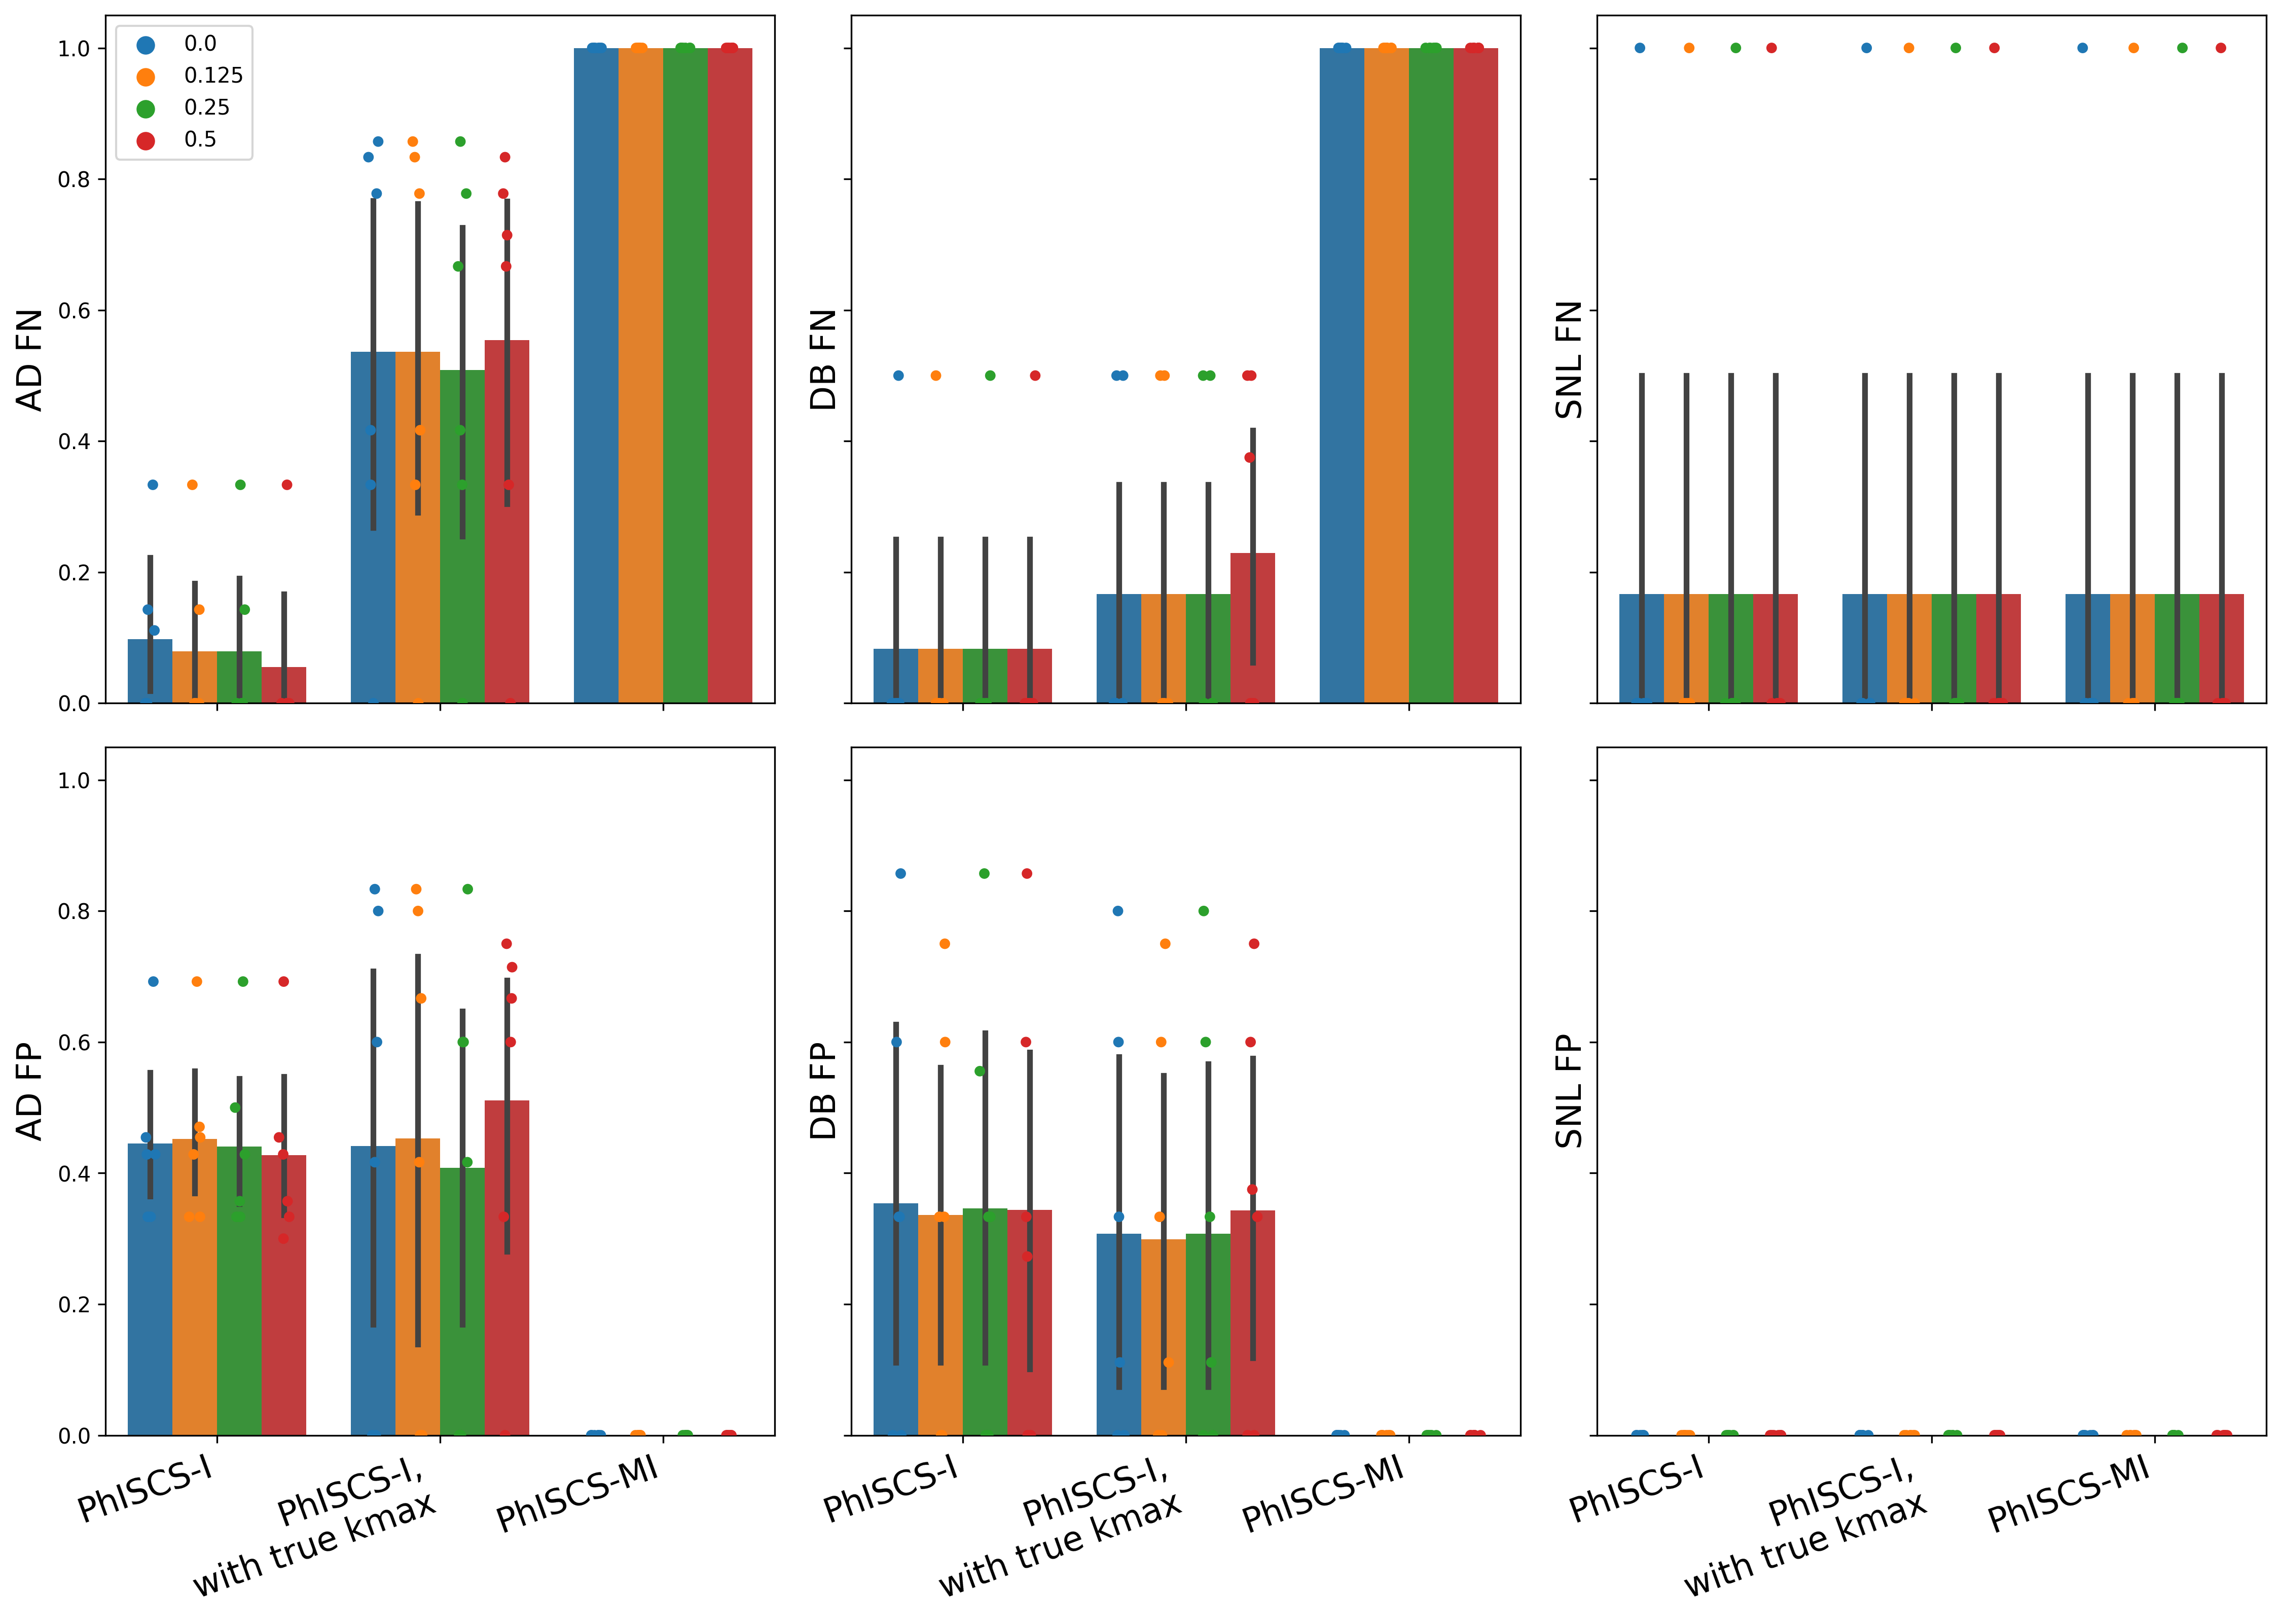 0.0
0.125
0.25
0.5
1.0
0.8
0.6
0.4
0.2
0.0
AD FN
DB FN
SNL FN
1.0
0.8
0.6
0.4
0.2
0.0
AD FP
DB FP
SNL FP
PhISCS-I
PhISCS-I,
with true kmax
PhISCS-MI
PhISCS-I
PhISCS-I,
with true kmax
PhISCS-MI
PhISCS-I
PhISCS-I,
with true kmax
PhISCS-MI